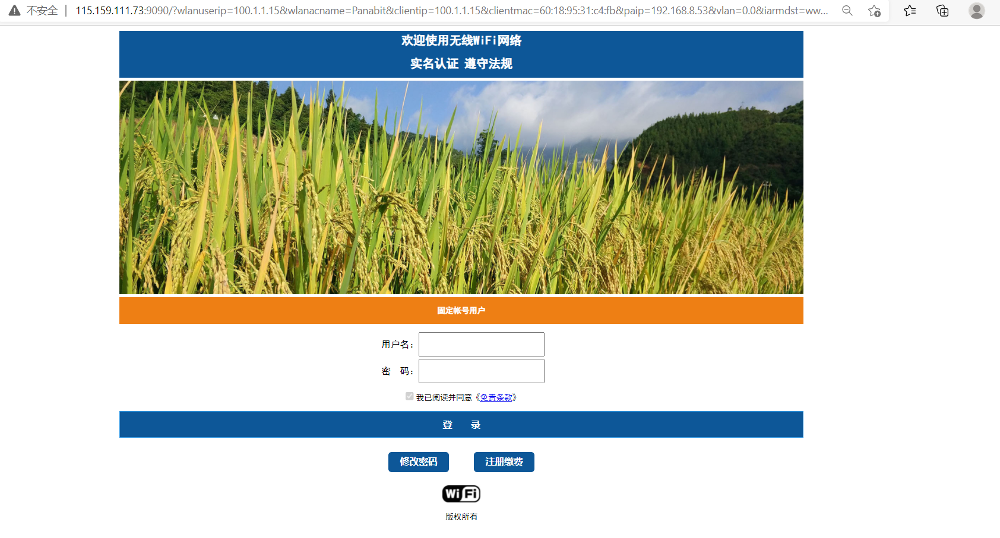 不安全 115.159.111.73:9090/?wlanuserip=100.1.1.15&wlanacname=Panabit&clientip=100.1.1.15&clientmac=60:18:95:31:c4:fb&paip=192.168.8.53&vlan=0.0&iarmdst=ww...
欢迎使用无线WiFi网络
实名认证 遵守法规
固定帐号用户
用户名：
密 码：
我已阅读并同意《免责条款》
登 录
修改密码 注册缴费
Wi Fi
版权所有